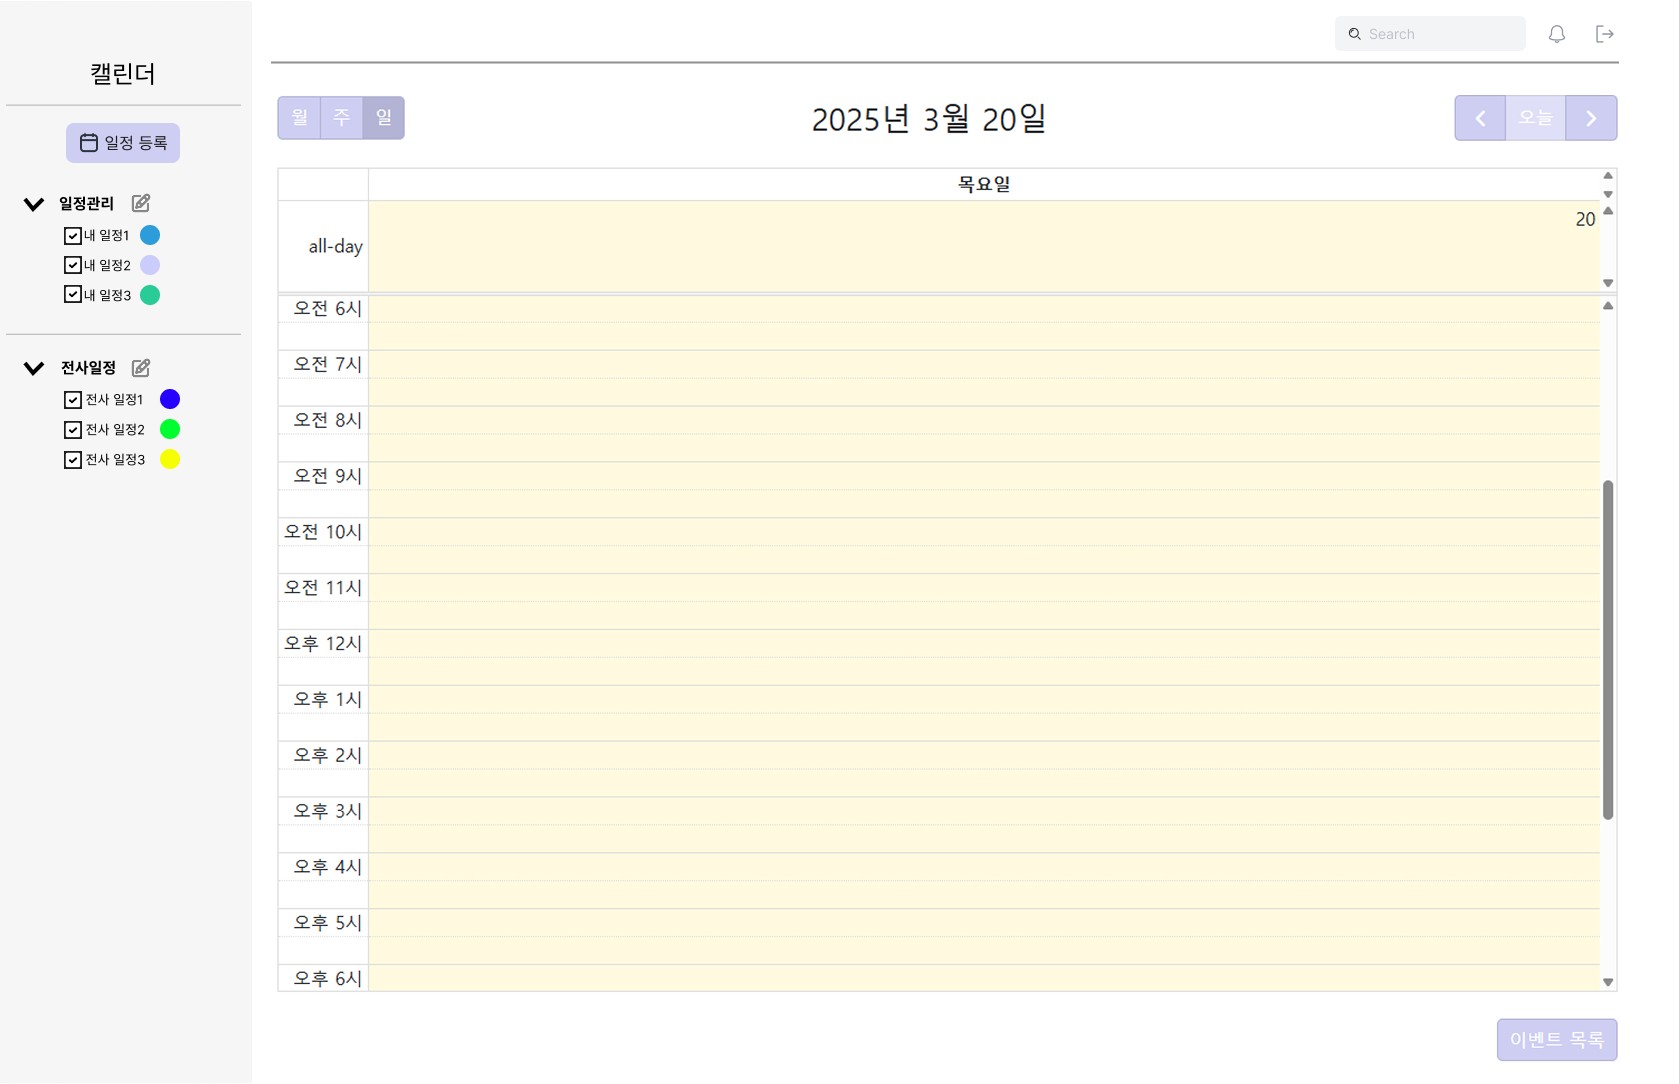 캘린더
일정 등록
일정관리
내 일정1
내 일정2
내 일정3
전사일정
전사 일정1
전사 일정2
전사 일정3
Search
월 주 일
2025년 3월 20일
오늘
목요일
20
all-day
오전 6시
오전 7시
오전 8시
오전 9시
오전 10시
오전 11시
오후 12시
오후 1시
오후 2시
오후 3시
오후 4시
오후 5시
오후 6시
이벤트 목록